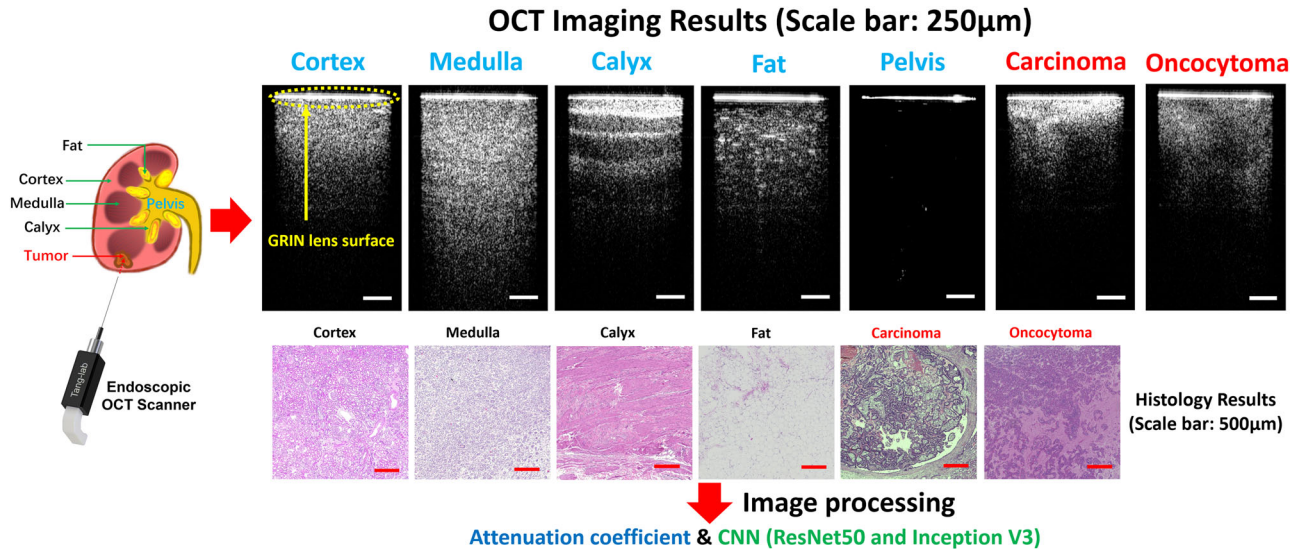 OCT Imaging Results (Scale bar: 250μm)
Cortex Medulla Calyx Fat Pelvis Carcinoma Oncocytoma
Fat
Cortex
Medulla
Pelvis
Calyx
Tumor
GRIN lens surface
Tang-lab
Endoscopic
OCT Scanner
Cortex Medulla Calyx Fat Carcinoma Oncocytoma
Histology Results
(Scale bar: 500μm)
Image processing
Attenuation coefficient & CNN (ResNet50 and Inception V3)